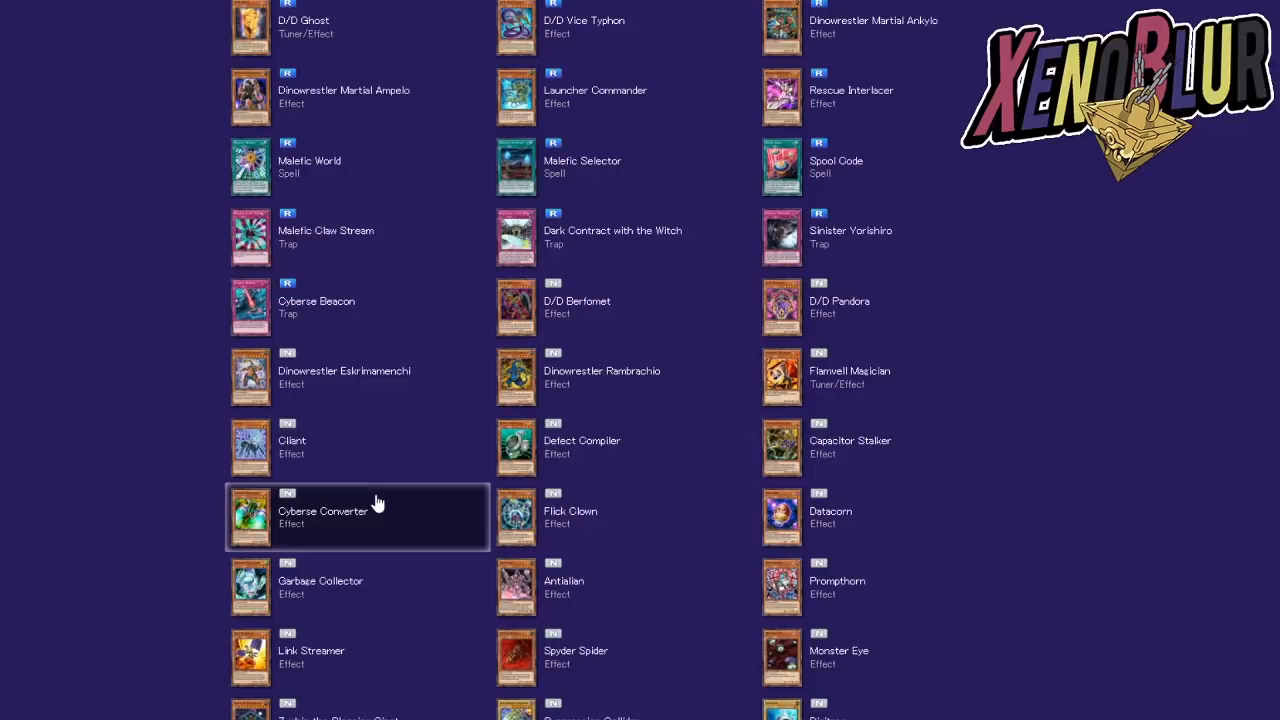 R
R
R
D/D Ghost
Tuner/Effect
D/D Vice Typhon
Effect
Dinowrestler Martial Ankylo
Effect
XENOBLUR
R
Dinowrestler Martial Ampelo
Effect
R
Launcher Commander
Effect
R
Rescue Interlacer
Effect
R
Malefic World
Spell
R
Malefic Selector
Spell
R
Spool Code
Spell
R
Malefic Claw Stream
Trap
R
Dark Contract with the Witch
Trap
R
Sinister Yorishiro
Trap
R
Cyberse Beacon
Trap
N
D/D Berfomet
Effect
N
D/D Pandora
Effect
N
Dinowrestler Eskrimamenchi
Effect
N
Dinowrestler Rambrachio
Effect
N
Flamvell Magician
Tuner/Effect
N
Cliant
Effect
N
Defect Compiler
Effect
N
Capacitor Stalker
Effect
N
Cyberse Converter
Effect
N
Flick Clown
Effect
N
Datacorn
Effect
N
Garbage Collector
Effect
N
Antialian
Effect
N
Prompthorn
Effect
N
Link Streamer
Effect
N
Spyder Spider
Effect
N
Monster Eye
Effect
N
N
N